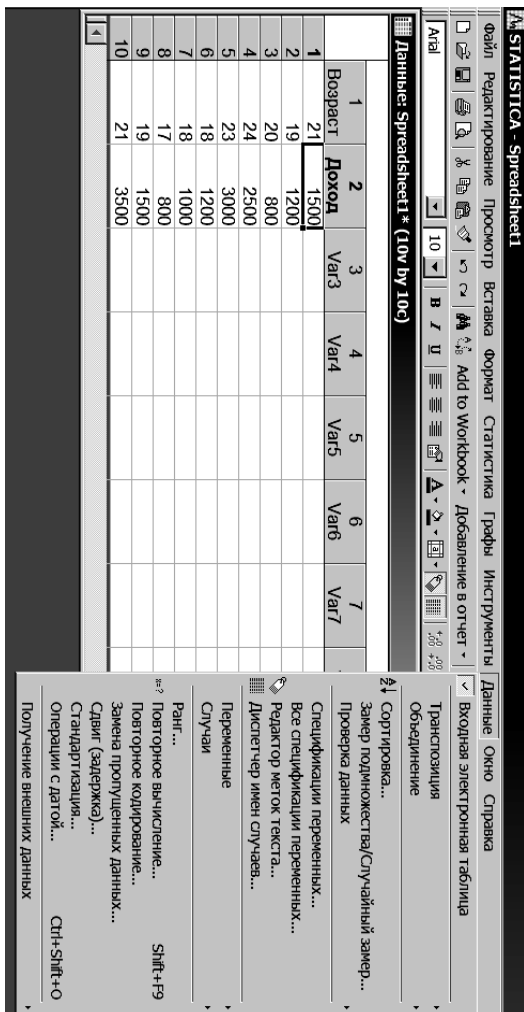 STATISTICA - Spreadsheet1
Файл Редактирование Просмотр Вставка Формат Статистика Графы Инструменты Данные Окно Справка
Add to Workbook Добавление в отчет
Arial 10 B I U
Данные: Spreadsheet1* (10v by 10c)
1 2 3 4 5 6 7
Возраст Доход Var3 Var4 Var5 Var6 Var7
1 21 1500
2 19 1200
3 20 800
4 24 2500
5 23 3000
6 18 1200
7 18 1000
8 17 800
9 19 1500
10 21 3500
Входная электронная таблица
Транспозиция
Объединение
Сортировка...
Замер подмножества/Случайный замер...
Проверка данных
Спецификации переменных...
Все спецификации переменных...
Редактор меток текста...
Диспетчер имен случаев...
Переменные
Случаи
Ранг...
Повторное вычисление... Shift+F9
Повторное кодирование...
Замена пропущенных данных...
Сдвиг (задержка)...
Стандартизация...
Операции с датой... Ctrl+Shift+O
Получение внешних данных